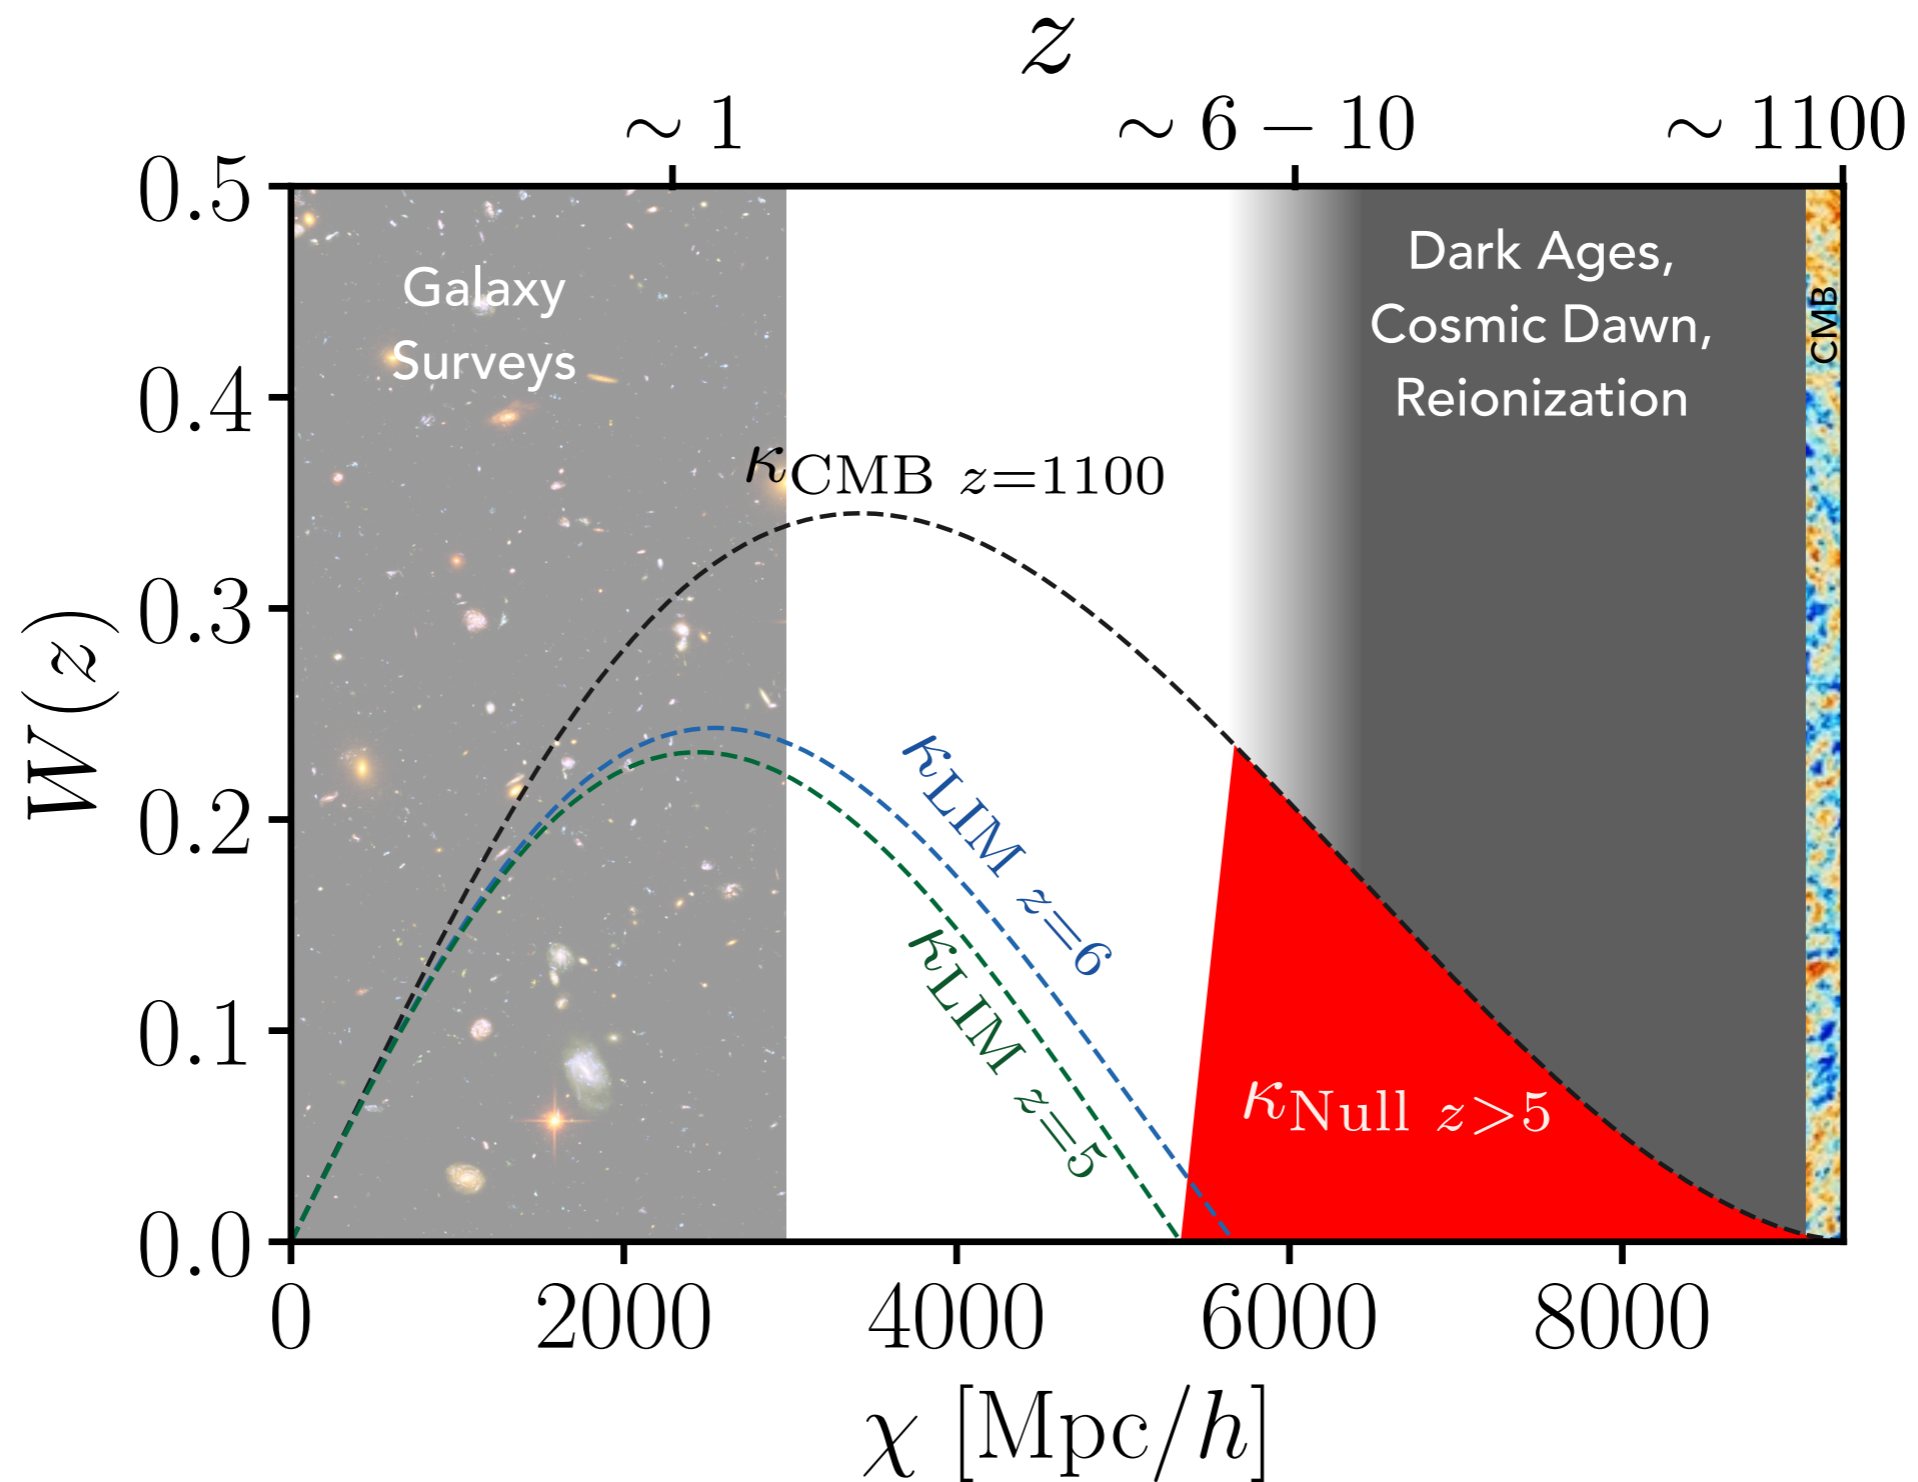 z
∼ 1
∼ 6 − 10
∼ 1100
0.5
0.4
0.3
0.2
0.1
0.0
W(z)
Galaxy
Surveys
Dark Ages,
Cosmic Dawn,
Reionization
CMB
κCMB z=1100
κLIM z=6
κLIM z=5
κNull z>5
0
2000
4000
6000
8000
χ [Mpc/h]